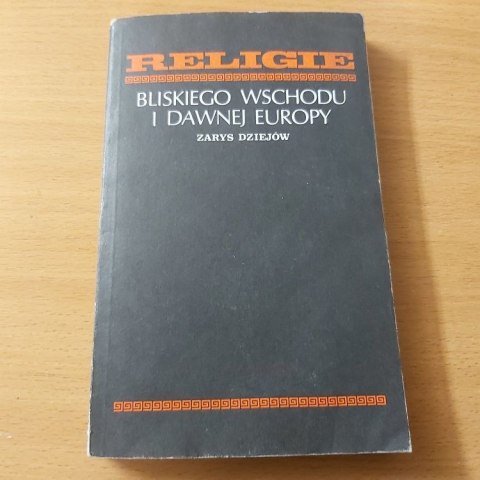 RELIGIE
BLISKIEGO WSCHODU
I DAWNEJ EUROPY
ZARYS DZIEJÓW